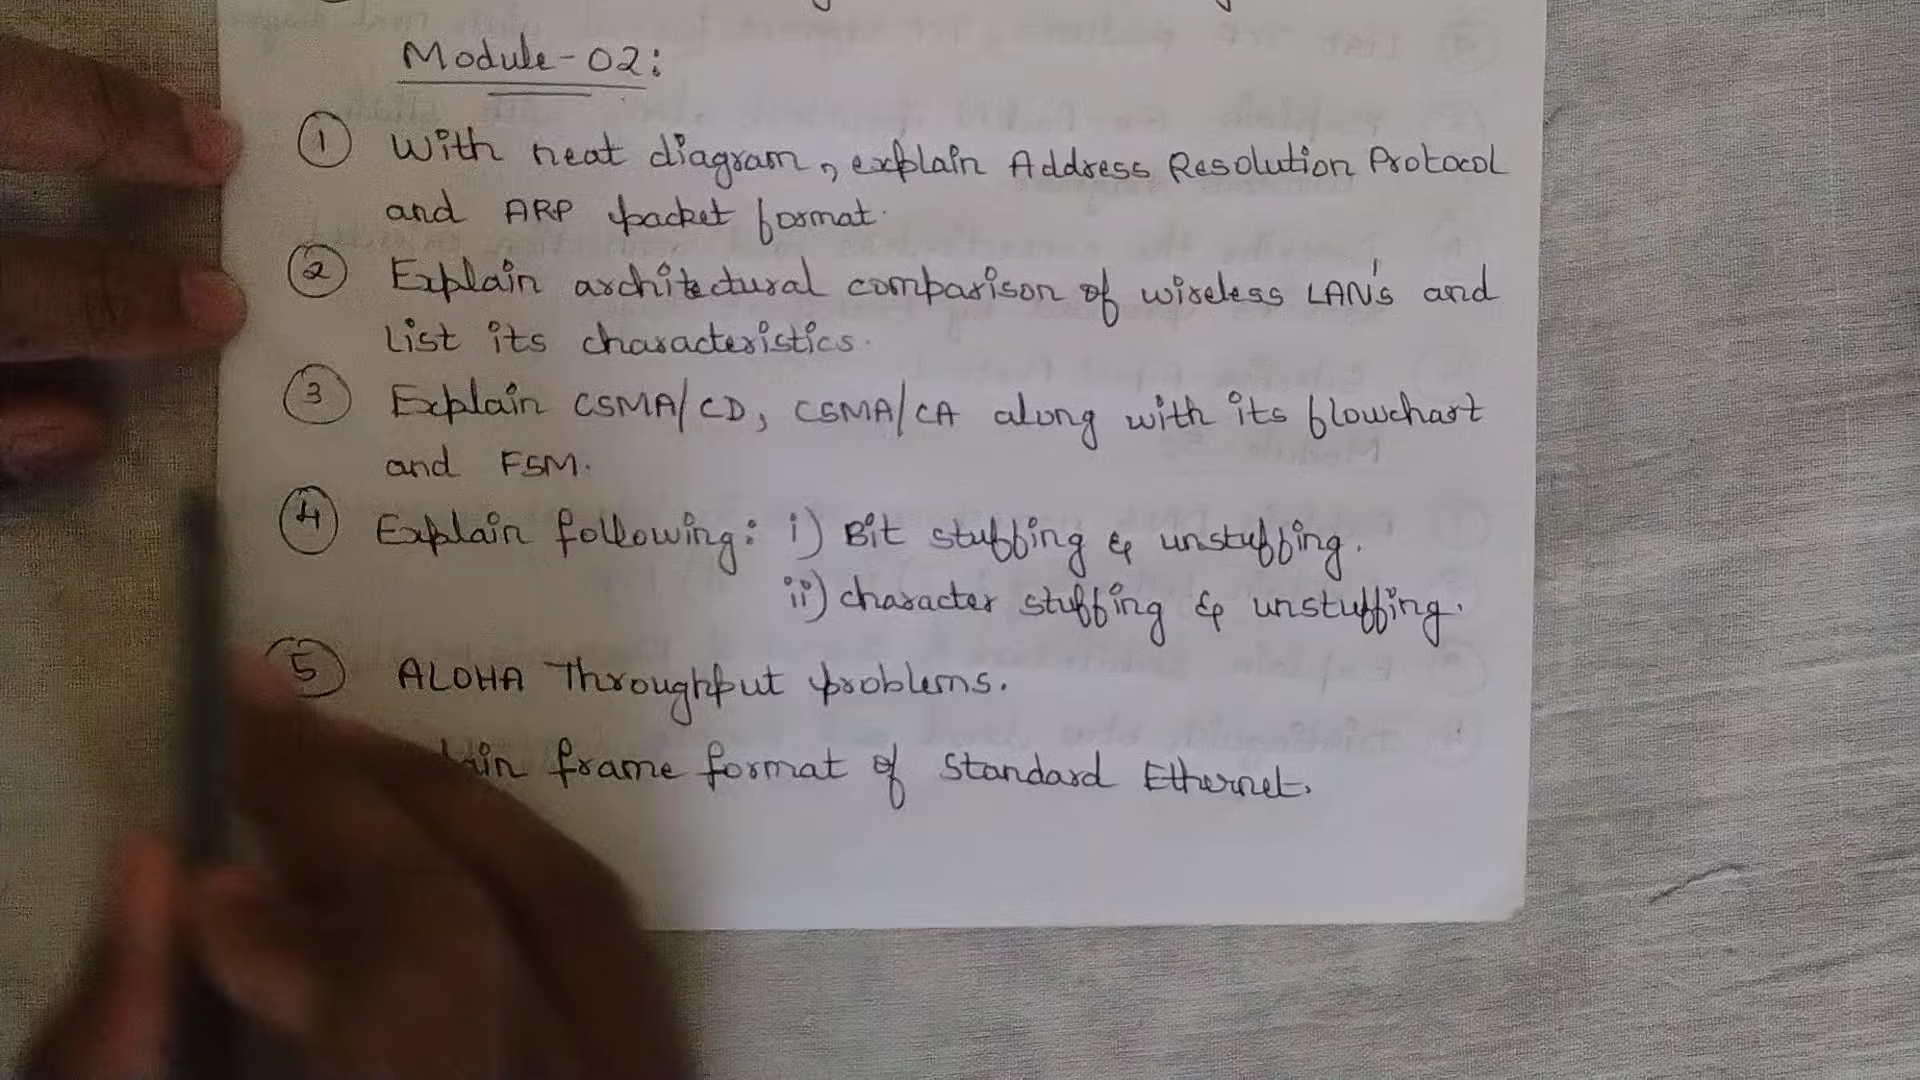 Module-02:
① With neat diagram, explain Address Resolution Protocol
and ARP packet format.
② Explain architectural comparison of wireless LAN's and
List its characteristics.
③ Explain CSMA/CD, CSMA/CA along with its flowchart
and FSM.
④ Explain following: i) Bit stuffing & unstuffing.
ii) character stuffing & unstuffing.
⑤ ALOHA Throughput problems.
frame format of Standard Ethernet.